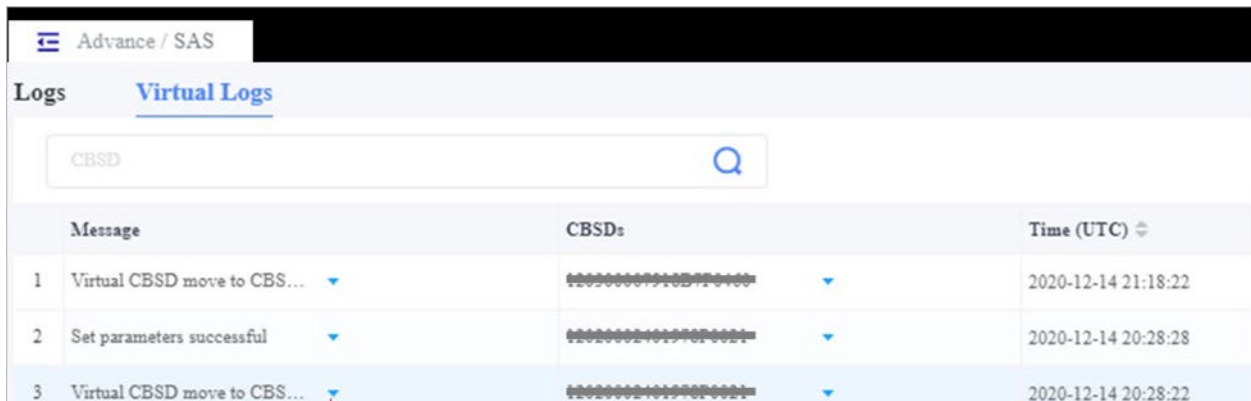 Advance / SAS
Logs Virtual Logs
CBSD
Message CBSDs Time (UTC)
1 Virtual CBSD move to CBS... 2020-12-14 21:18:22
2 Set parameters successful 2020-12-14 20:28:28
3 Virtual CBSD move to CBS... 2020-12-14 20:28:22